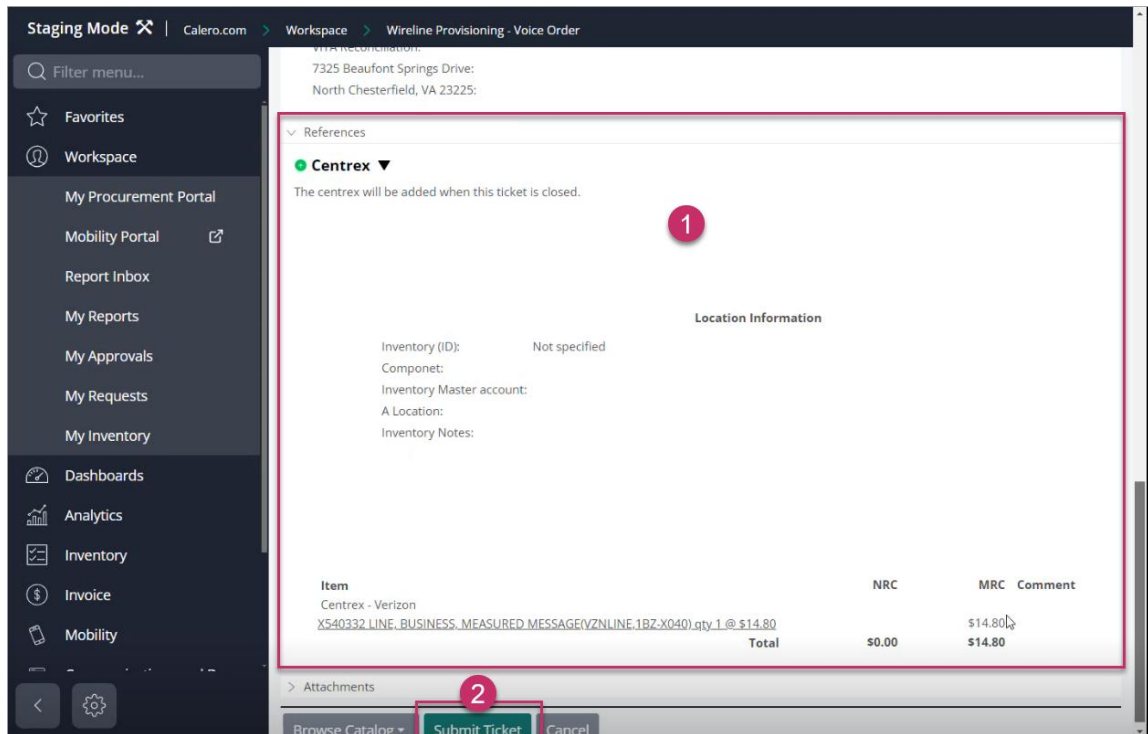 Staging Mode | Calero.com > Workspace > Wireline Provisioning - Voice Order
Filter menu...
Favorites
Workspace
My Procurement Portal
Mobility Portal
Report Inbox
My Reports
My Approvals
My Requests
My Inventory
Dashboards
Analytics
Inventory
Invoice
Mobility
VITA Reconciliation:
7325 Beaufont Springs Drive:
North Chesterfield, VA 23225:
References
Centrex ▼
The centrex will be added when this ticket is closed.
1
Location Information
Inventory (ID): Not specified
Componet:
Inventory Master account:
A Location:
Inventory Notes:
Item NRC MRC Comment
Centrex - Verizon
X540332 LINE, BUSINESS, MEASURED MESSAGE(VZNLINE,1BZ-X040) qty 1 @ $14.80 $14.80
Total $0.00 $14.80
> Attachments
2
Browse Catalog Submit Ticket Cancel